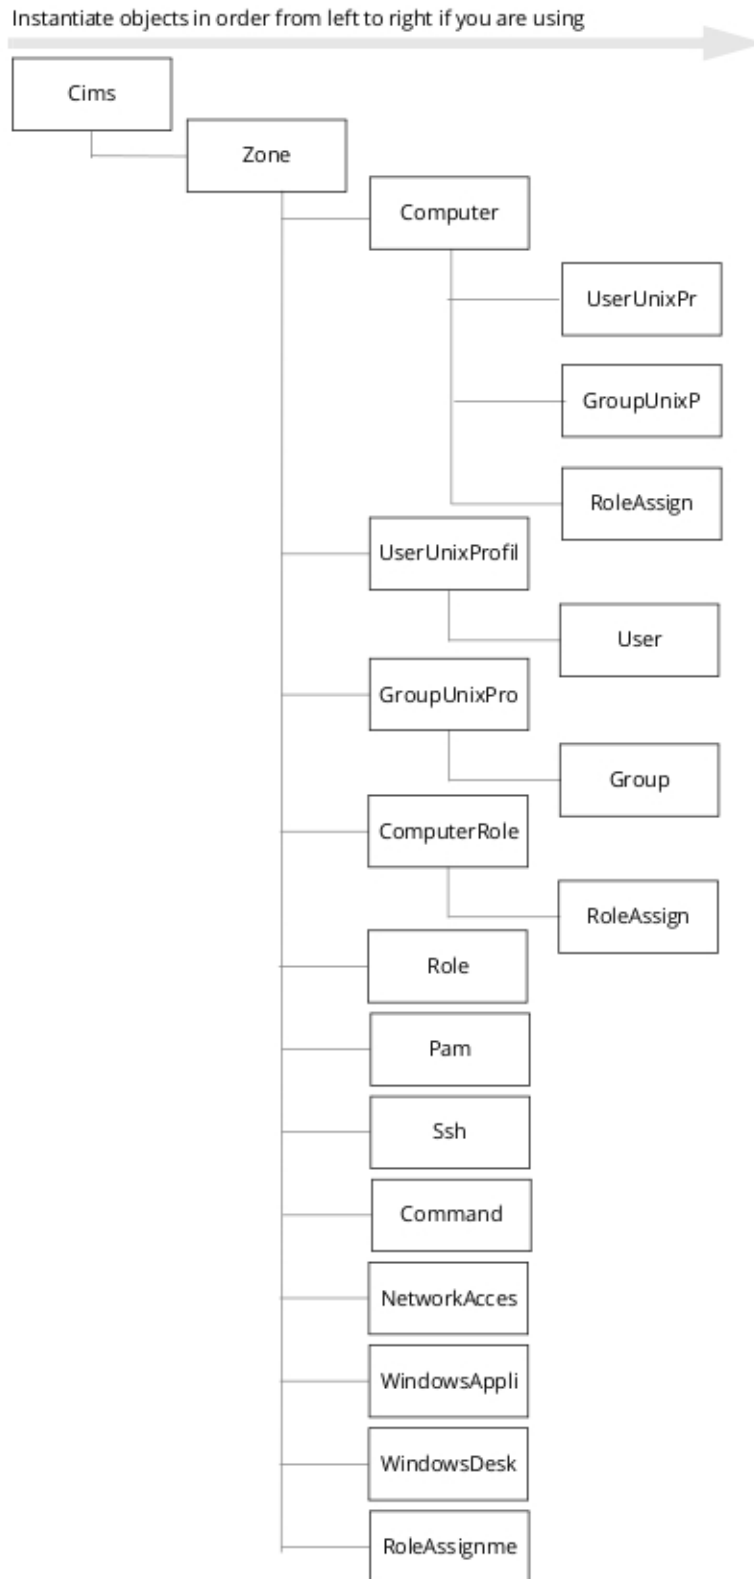 Instantiate objects in order from left to right if you are using
Cims
Zone
Computer
UserUnixPr
GroupUnixP
RoleAssign
UserUnixProfil
User
GroupUnixPro
Group
ComputerRole
RoleAssign
Role
Pam
Ssh
Command
NetworkAcces
WindowsAppli
WindowsDesk
RoleAssignme